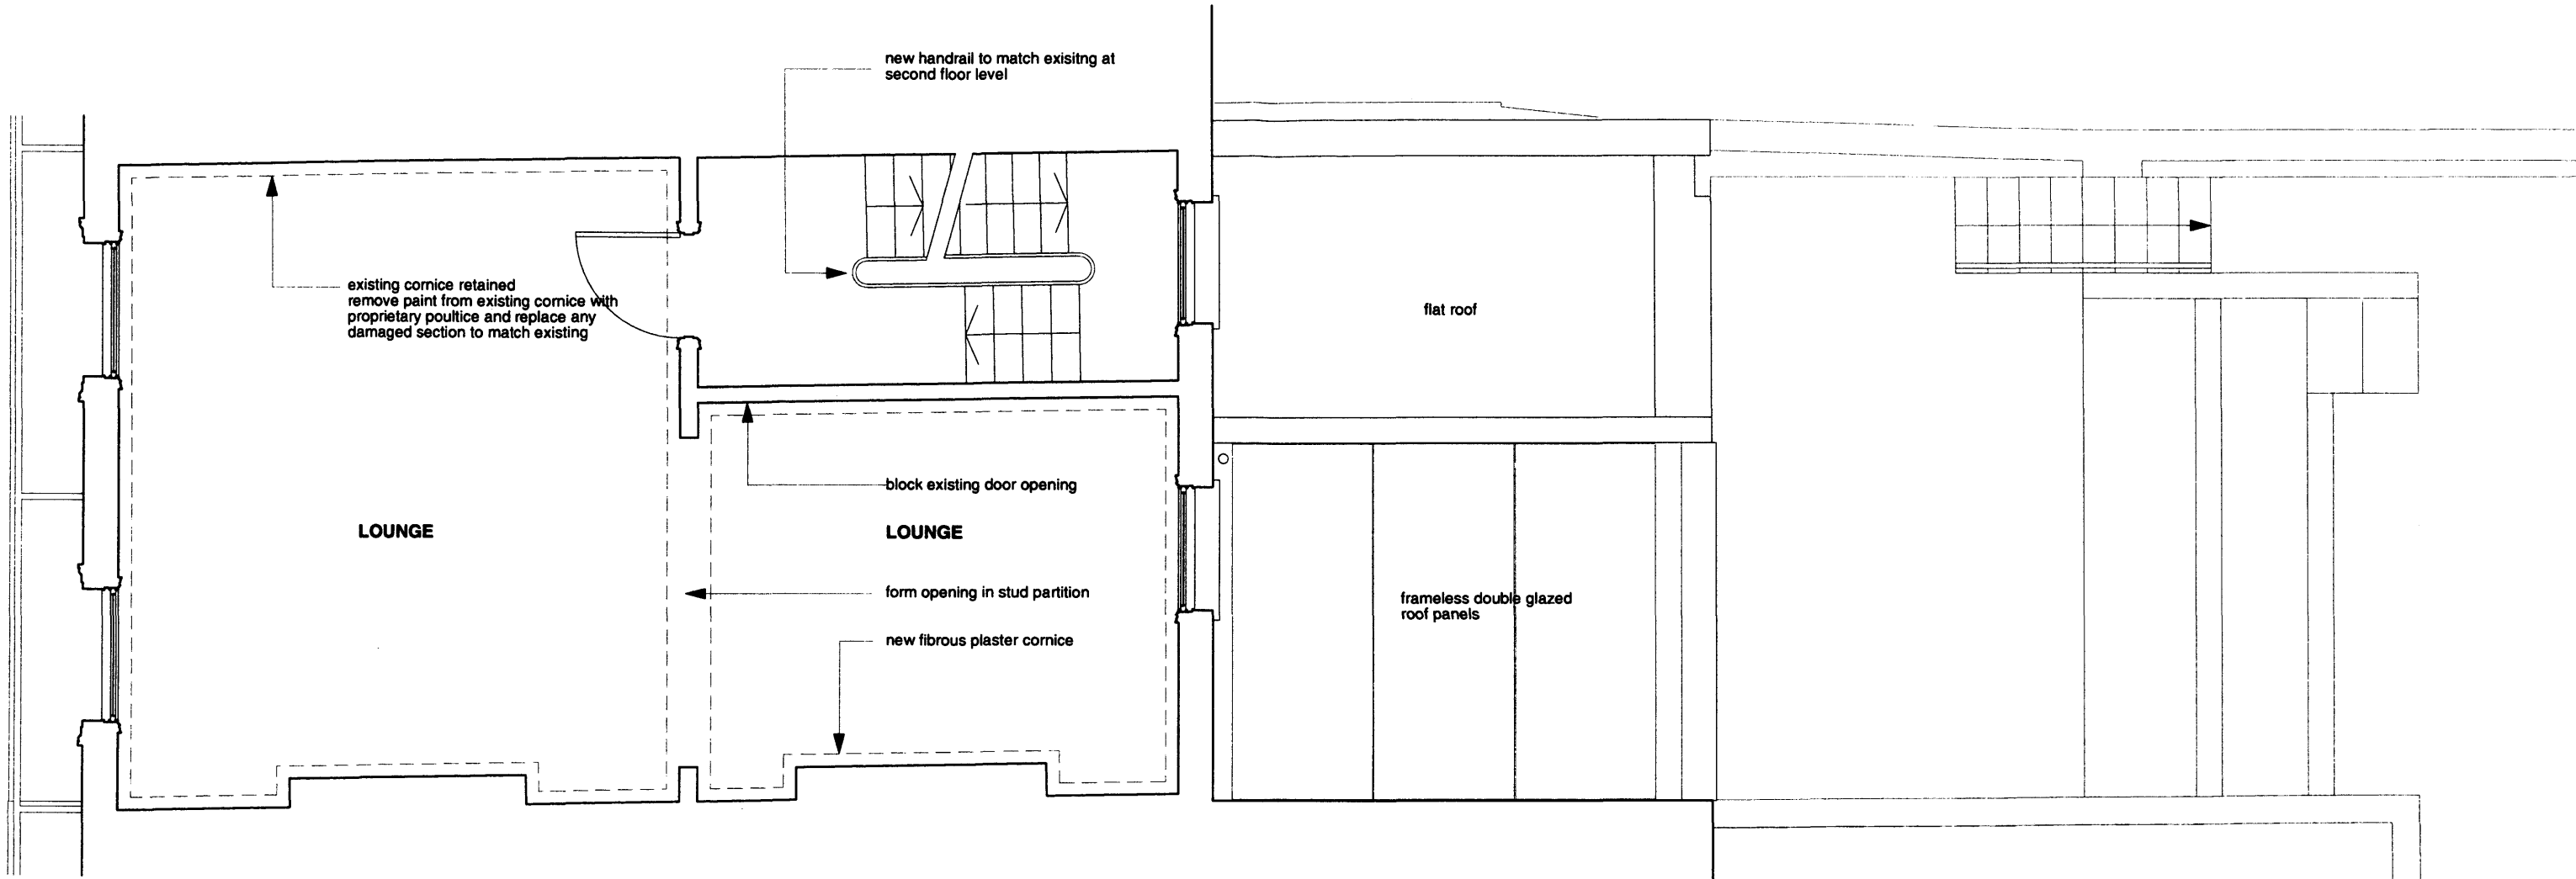 new handrail to match exisitng at
second floor level
existing cornice retained
remove paint from existing cornice with
proprietary poultice and replace any
damaged section to match existing
flat roof
block existing door opening
LOUNGE
LOUNGE
form opening in stud partition
frameless double glazed
roof panels
new fibrous plaster cornice